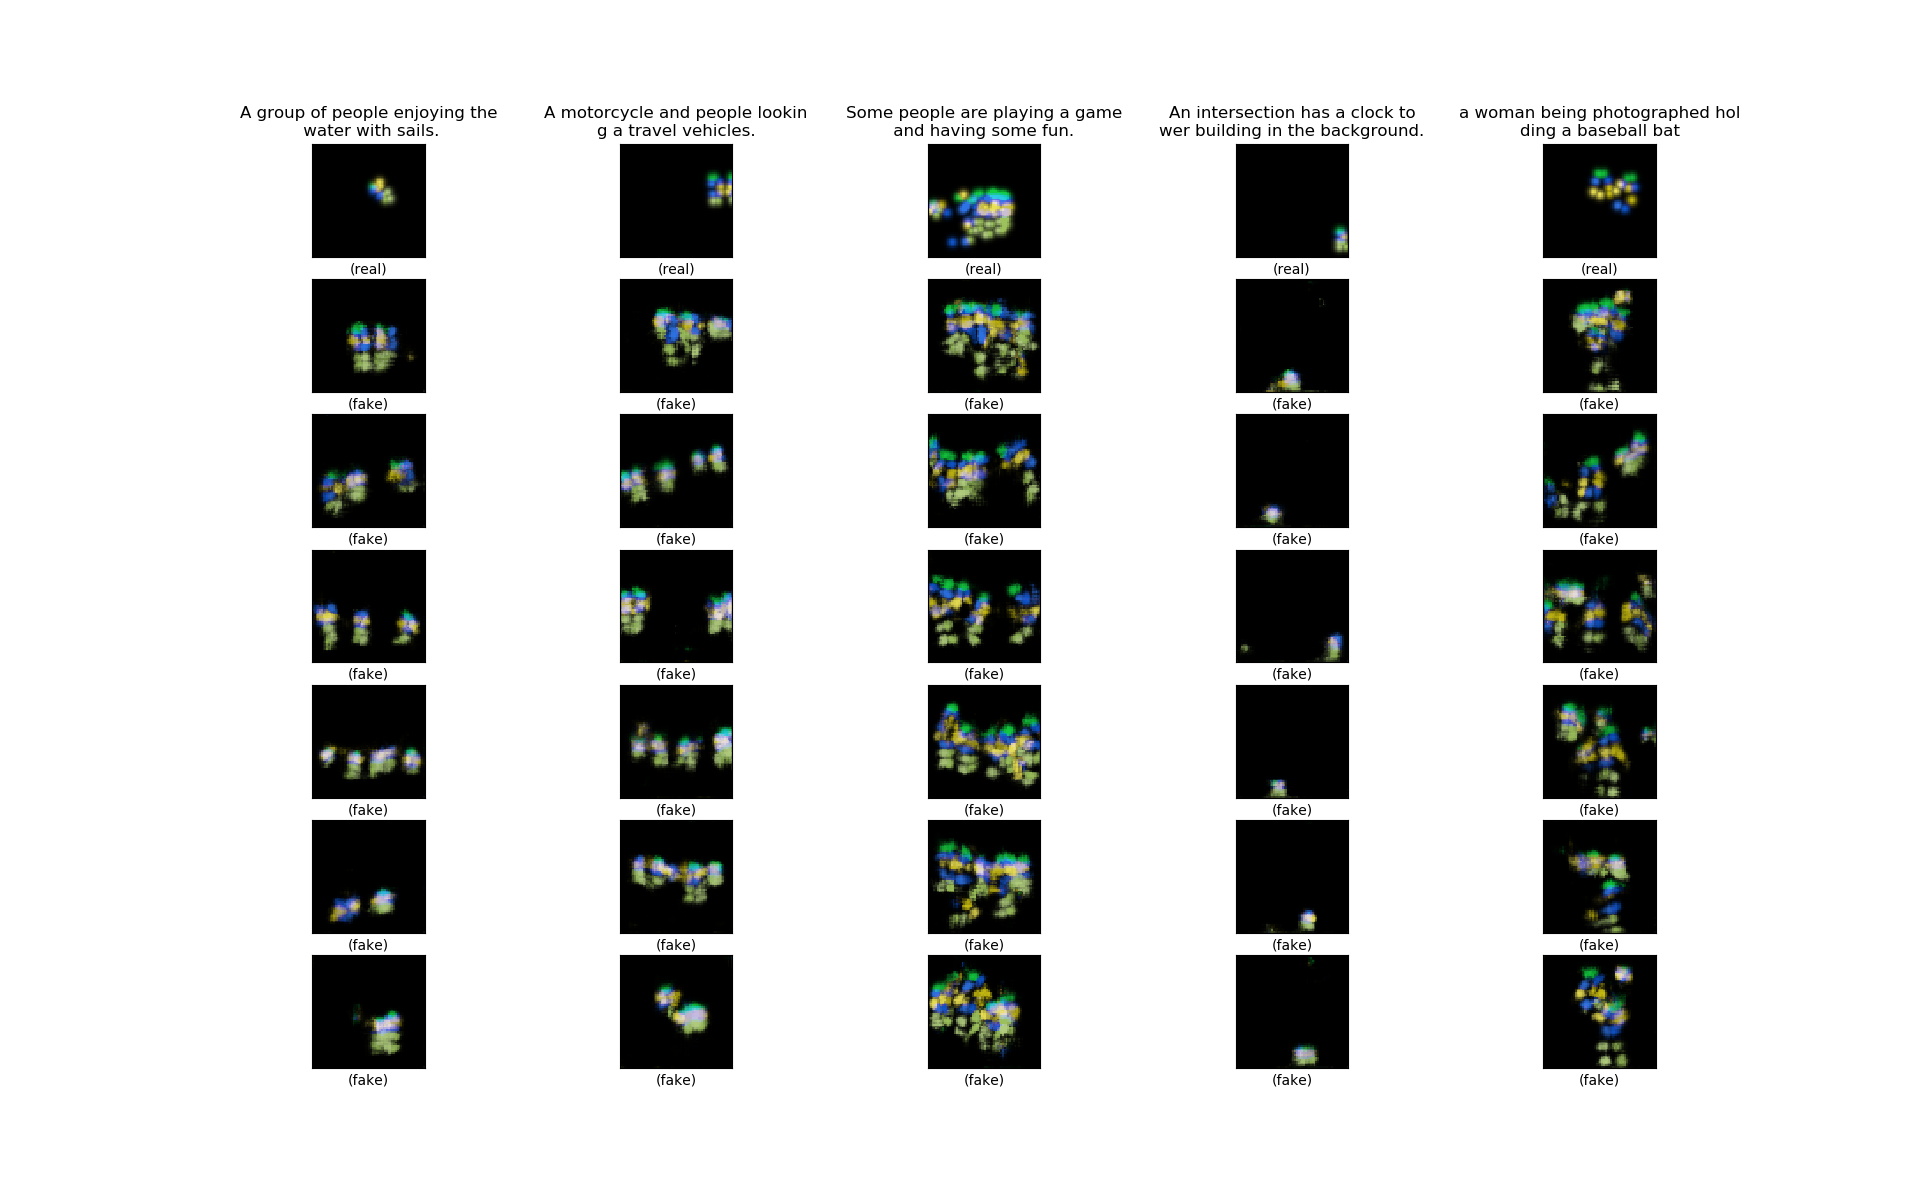 A group of people enjoying the
water with sails.
A motorcycle and people lookin
g a travel vehicles.
Some people are playing a game
and having some fun.
An intersection has a clock to
wer building in the background.
a woman being photographed hol
ding a baseball bat
(real) (real) (real) (real) (real)
(fake) (fake) (fake) (fake) (fake)
(fake) (fake) (fake) (fake) (fake)
(fake) (fake) (fake) (fake) (fake)
(fake) (fake) (fake) (fake) (fake)
(fake) (fake) (fake) (fake) (fake)
(fake) (fake) (fake) (fake) (fake)